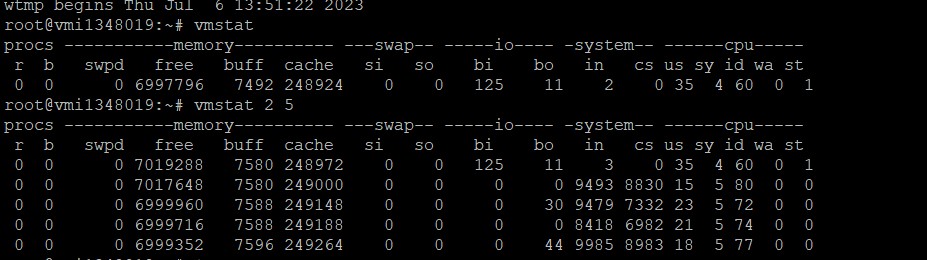 wtmp begins Thu Jul  6 13:51:22 2023
root@vmi1348019:~# vmstat
procs -----------memory---------- ---swap-- -----io---- -system-- ------cpu-----
 r  b   swpd   free   buff  cache   si   so    bi    bo   in   cs us sy id wa st
 0  0      0 6997796   7492 248924    0    0   125    11    2    0 35  4 60  0  1
root@vmi1348019:~# vmstat 2 5
procs -----------memory---------- ---swap-- -----io---- -system-- ------cpu-----
 r  b   swpd   free   buff  cache   si   so    bi    bo   in   cs us sy id wa st
 0  0      0 7019288   7580 248972    0    0   125    11    3    0 35  4 60  0  1
 0  0      0 7017648   7580 249000    0    0     0     0 9493 8830 15  5 80  0  0
 0  0      0 6999960   7588 249148    0    0     0    30 9479 7332 23  5 72  0  0
 0  0      0 6999716   7588 249188    0    0     0     0 8418 6982 21  5 74  0  0
 0  0      0 6999352   7596 249264    0    0     0    44 9985 8983 18  5 77  0  0